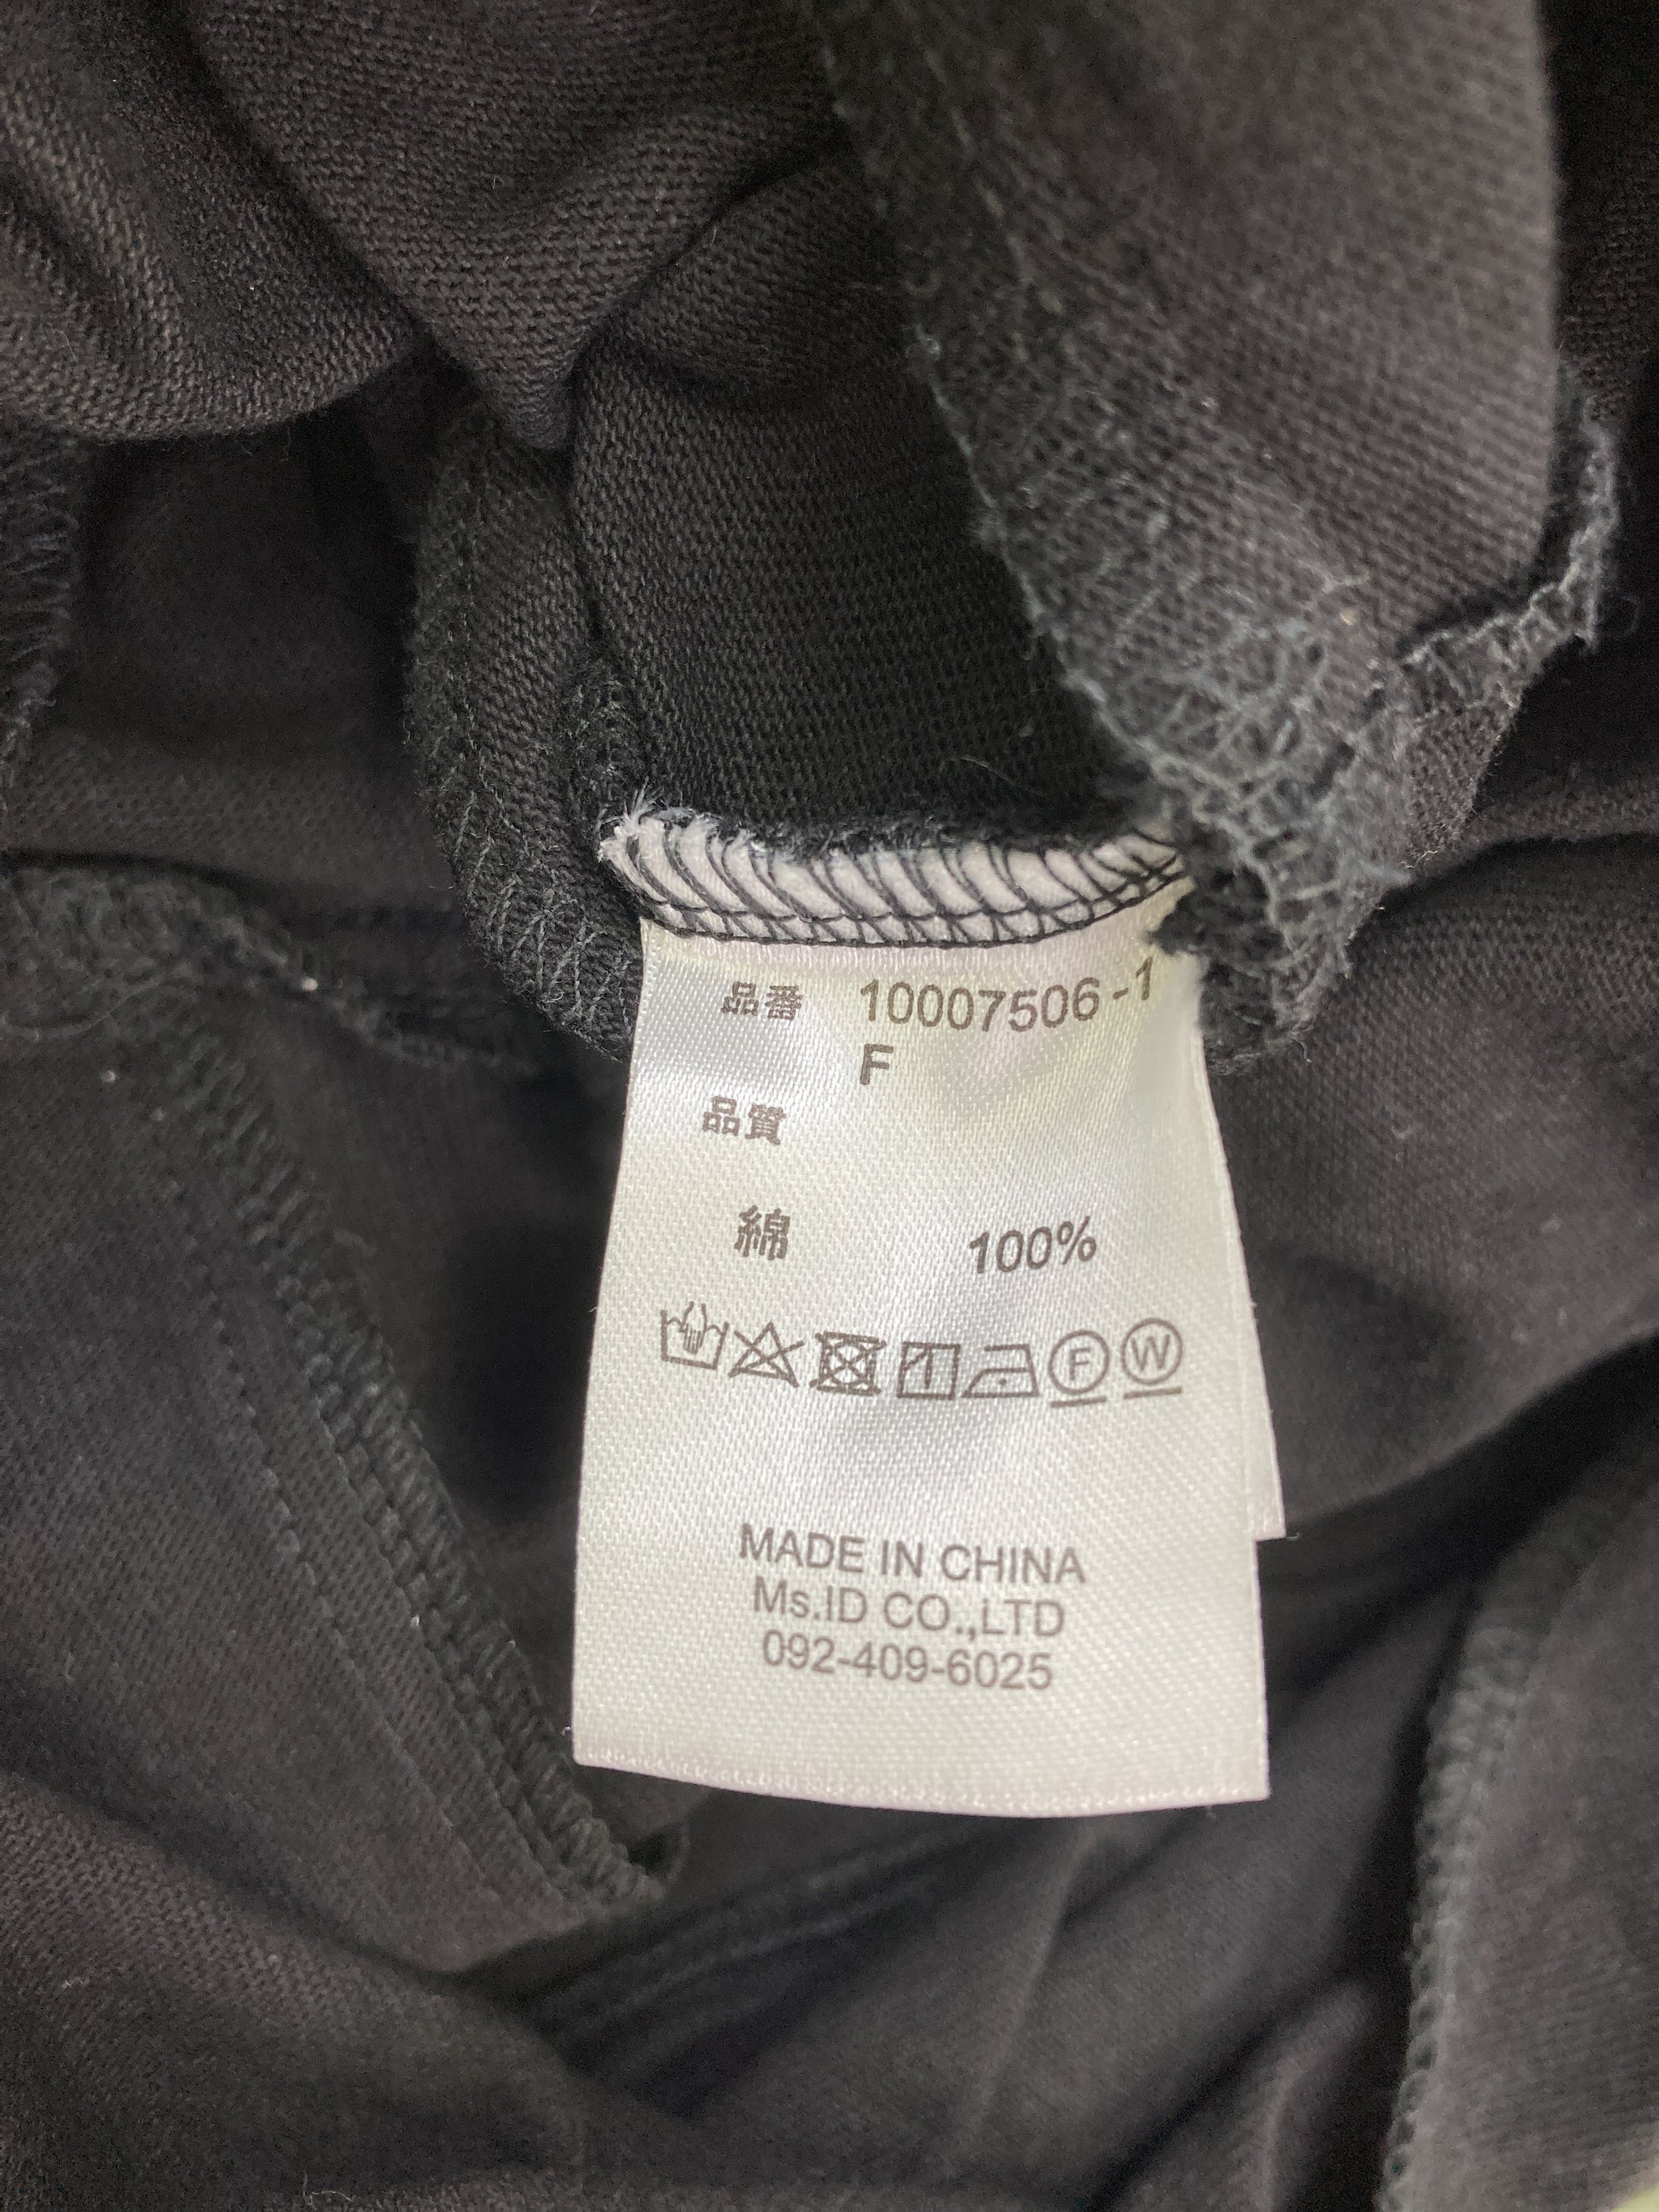 品番 10007506-1
F
品質
綿 100%
F W
MADE IN CHINA
Ms.ID CO.,LTD
092-409-6025